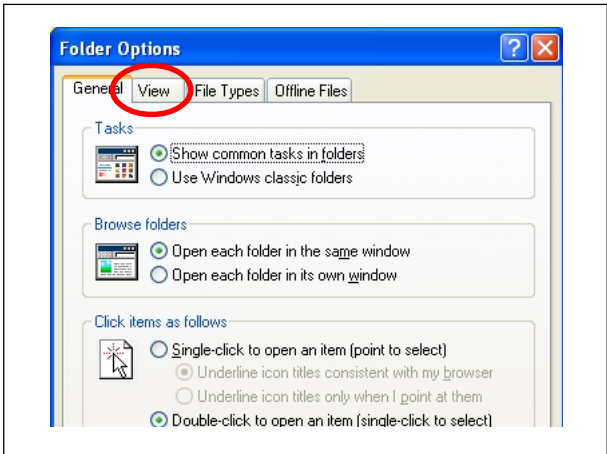 Folder Options
General View File Types Offline Files
Tasks
Show common tasks in folders
Use Windows classic folders
Browse folders
Open each folder in the same window
Open each folder in its own window
Click items as follows
Single-click to open an item (point to select)
Underline icon titles consistent with my browser
Underline icon titles only when I point at them
Double-click to open an item (single-click to select)